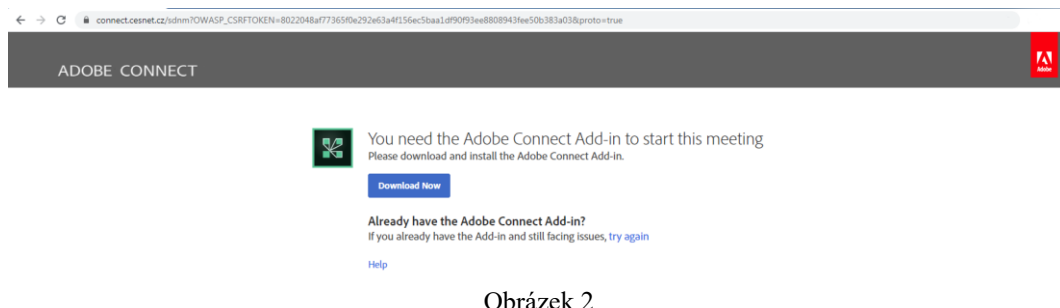 connect.cesnet.cz/sdnm?OWASP_CSRFTOKEN=8022048af77365f0e292e63a4f156ec5baa1df90f93ee8808943fee50b383a03&proto=true
ADOBE CONNECT
Adobe
You need the Adobe Connect Add-in to start this meeting
Please download and install the Adobe Connect Add-in.
Download Now
Already have the Adobe Connect Add-in?
If you already have the Add-in and still facing issues, try again
Help
Obrázek 2